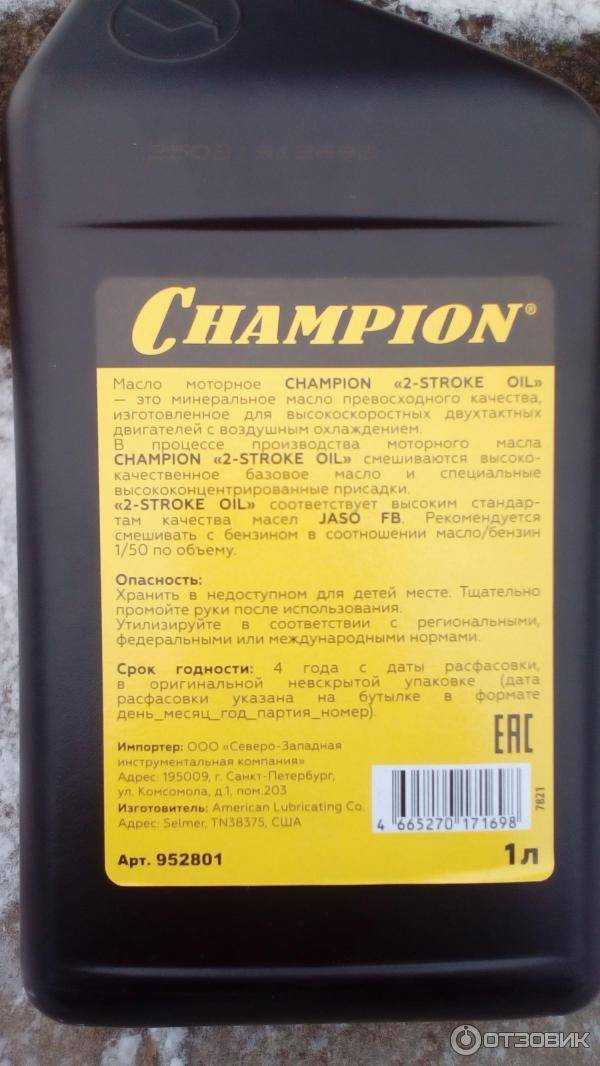 CHAMPION®
Масло моторное CHAMPION «2-STROKE OIL»
— это минеральное масло превосходного качества,
изготовленное для высокоскоростных двухтактных
двигателей с воздушным охлаждением.
В процессе производства моторного масла
CHAMPION «2-STROKE OIL» смешиваются высоко-
качественное базовое масло и специальные
высококонцентрированные присадки.
«2-STROKE OIL» соответствует высоким стандар-
там качества масел JASO FB. Рекомендуется
смешивать с бензином в соотношении масло/бензин
1/50 по объему.
Опасность:
Хранить в недоступном для детей месте. Тщательно
промойте руки после использования.
Утилизируйте в соответствии с региональными,
федеральными или международными нормами.
Срок годности: 4 года с даты расфасовки,
в оригинальной невскрытой упаковке (дата
расфасовки указана на бутылке в формате
день_месяц_год_партия_номер).
Импортер: ООО «Северо-Западная
инструментальная компания»
Адрес: 195009, г. Санкт-Петербург,
ул. Комсомола, д.1, пом.203
Изготовитель: American Lubricating Co.
Адрес: Selmer, TN38375, США
EAC
7821
4 665270 171698
Арт. 952801
1 л
ОТЗОВИК